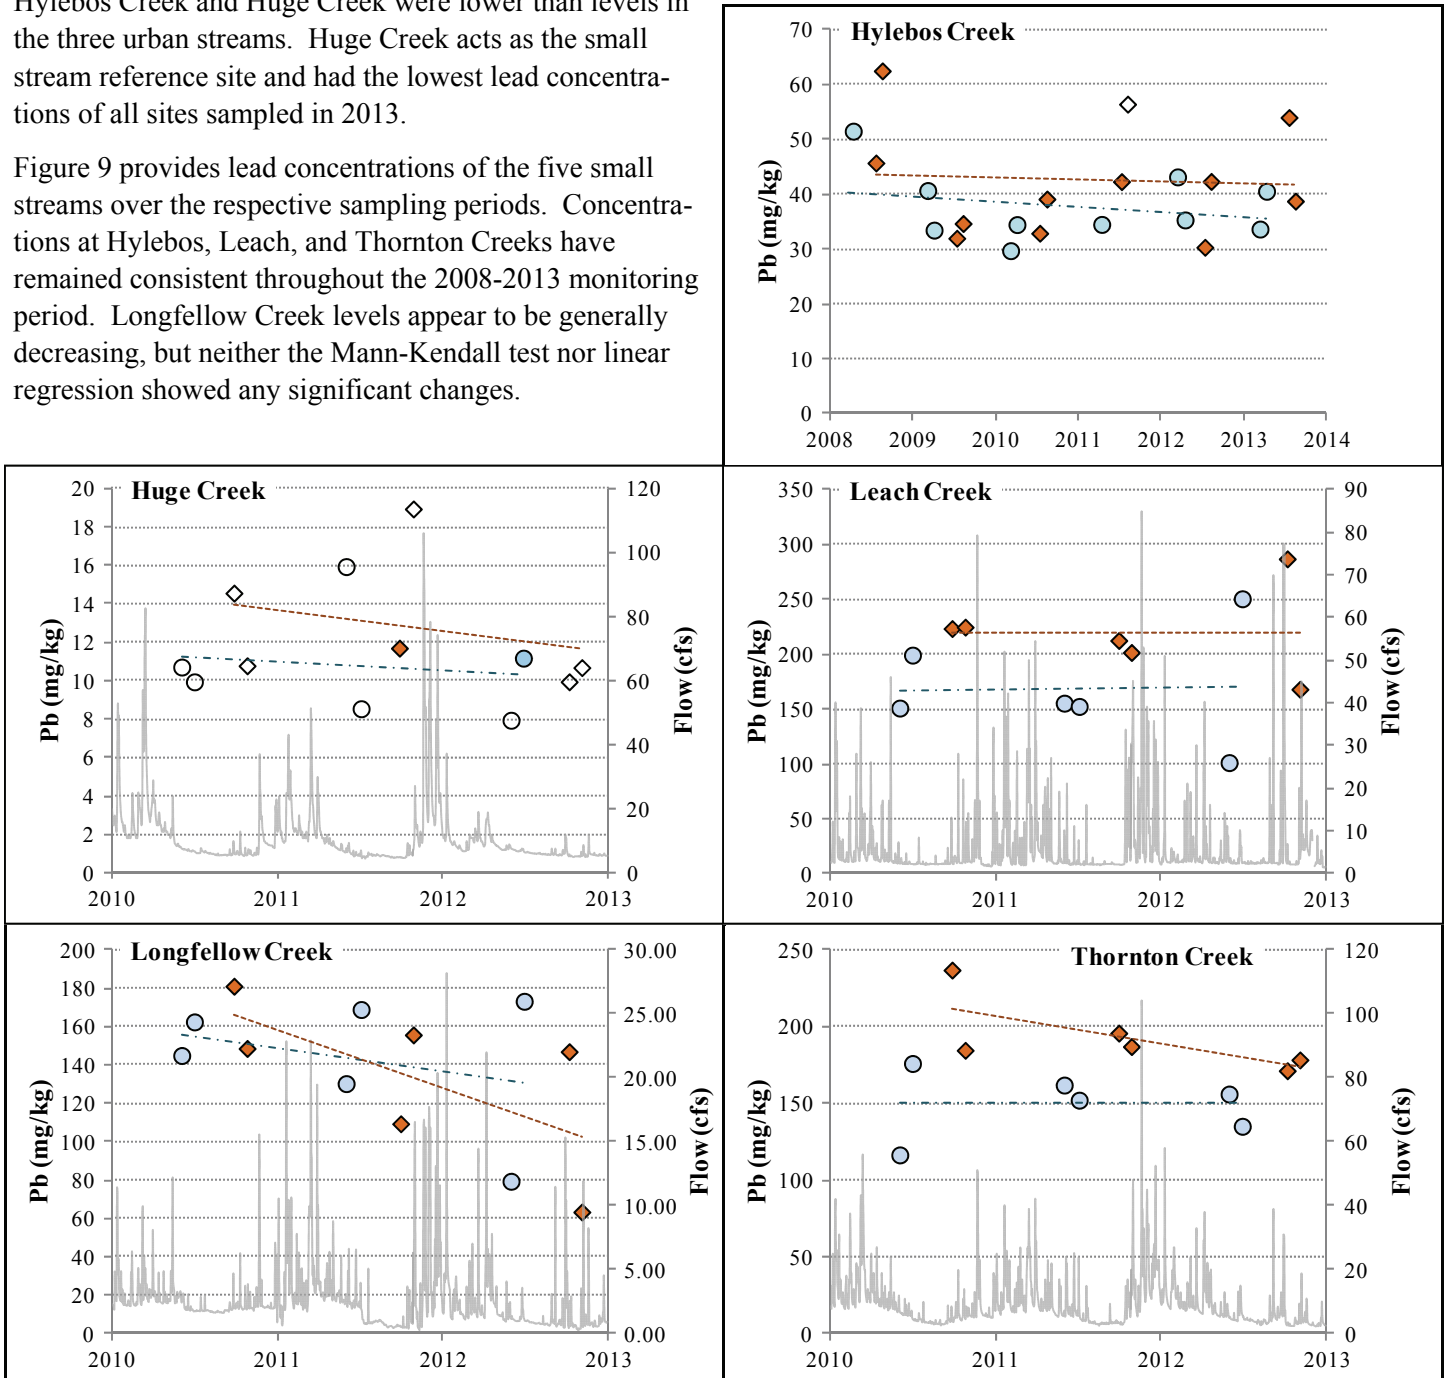 Hylebos Creek and Huge Creek were lower than levels in
the three urban streams. Huge Creek acts as the small
stream reference site and had the lowest lead concentra-
tions of all sites sampled in 2013.
Figure 9 provides lead concentrations of the five small
streams over the respective sampling periods. Concentra-
tions at Hylebos, Leach, and Thornton Creeks have
remained consistent throughout the 2008-2013 monitoring
period. Longfellow Creek levels appear to be generally
decreasing, but neither the Mann-Kendall test nor linear
regression showed any significant changes.
Hylebos Creek
Pb (mg/kg)
70
60
50
40
30
20
10
0
2008 2009 2010 2011 2012 2013 2014
Huge Creek
Pb (mg/kg)
20
18
16
14
12
10
8
6
4
2
0
120
100
80
60
40
20
0
Flow (cfs)
2010 2011 2012 2013
Leach Creek
Pb (mg/kg)
350
300
250
200
150
100
50
0
90
80
70
60
50
40
30
20
10
0
Flow (cfs)
2010 2011 2012 2013
Longfellow Creek
Pb (mg/kg)
200
180
160
140
120
100
80
60
40
20
0
30.00
25.00
20.00
15.00
10.00
5.00
0.00
Flow (cfs)
2010 2011 2012 2013
Thornton Creek
Pb (mg/kg)
250
200
150
100
50
0
120
100
80
60
40
20
0
Flow (cfs)
2010 2011 2012 2013